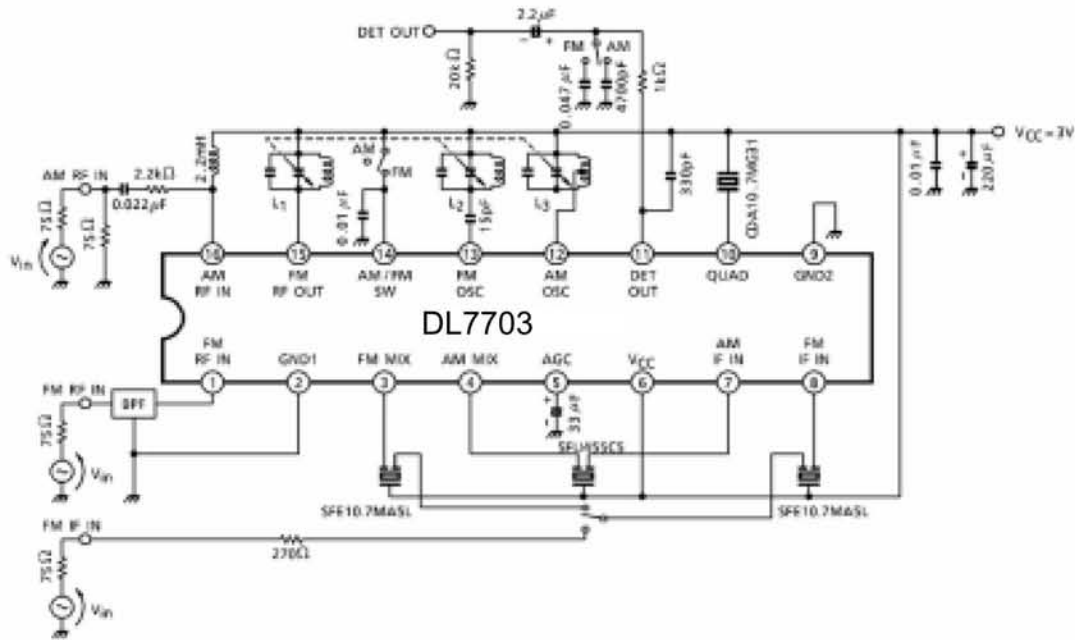 2.2µF
DET OUT
FM AM
20kΩ
0.047µF
4700pF
1kΩ
VCC=3V
AM RF IN
2.2kΩ
0.022µF
2.2mH
75Ω
75Ω
Vin
L1
AM
FM
0.01µF
L2
15pF
L3
330pF
CDA10.7MG31
0.01µF
220µF
16 15 14 13 12 11 10 9
AM RF IN
FM RF OUT
AM/FM SW
FM OSC
AM OSC
DET OUT
QUAD
GND2
DL7703
FM RF IN
GND1
FM MIX
AM MIX
AGC
VCC
AM IF IN
FM IF IN
1 2 3 4 5 6 7 8
FM RF IN
BPF
75Ω
Vin
33µF
SFE10.7MA5L
SFE10.7MA5L
FM IF IN
270Ω
75Ω
Vin